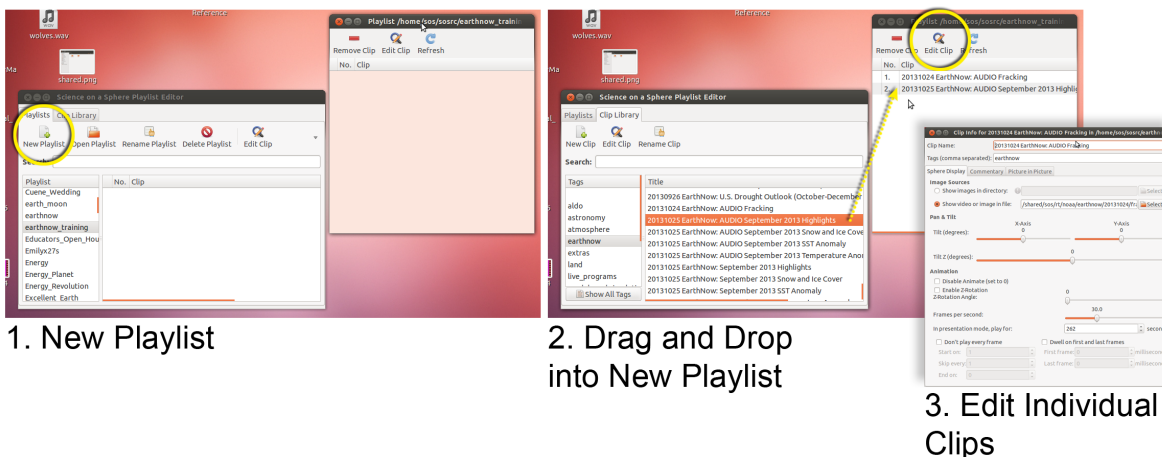 Reference
wolves.wav
shared.png
Playlist /home/sos/sosrc/earthnow_trainin
Remove Clip Edit Clip Refresh
No. Clip
Science on a Sphere Playlist Editor
Playlists Clip Library
New Playlist Open Playlist Rename Playlist Delete Playlist Edit Clip
Search:
Playlist No. Clip
Cuene_Wedding
earth_moon
earthnow
earthnow_training
Educators_Open_Hou
Emilyx27s
Energy
Energy_Planet
Energy_Revolution
Excellent Earth
1. New Playlist
Reference
wolves.wav
shared.png
Playlist /home/sos/sosrc/earthnow_trainin
Remove Clip Edit Clip Refresh
No. Clip
1. 20131024 EarthNow: AUDIO Fracking
2. 20131025 EarthNow: AUDIO September 2013 Highlig
Science on a Sphere Playlist Editor
Playlists Clip Library
New Clip Edit Clip Rename Clip
Search:
Tags
aldo
astronomy
atmosphere
earthnow
extras
land
live_programs
Show All Tags
Title
20130926 EarthNow: U.S. Drought Outlook (October-December
20131024 EarthNow: AUDIO Fracking
20131025 EarthNow: AUDIO September 2013 Highlights
20131025 EarthNow: AUDIO September 2013 Snow and Ice Cove
20131025 EarthNow: AUDIO September 2013 SST Anomaly
20131025 EarthNow: AUDIO September 2013 Temperature Anor
20131025 EarthNow: September 2013 Highlights
20131025 EarthNow: September 2013 Snow and Ice Cover
20131025 EarthNow: September 2013 SST Anomaly
2. Drag and Drop
into New Playlist
Clip Info for 20131024 EarthNow: AUDIO Fracking in /home/sos/sosrc/earthn
Clip Name: 20131024 EarthNow: AUDIO Fracking
Tags (comma separated): earthnow
Sphere Display Commentary Picture in Picture
Image Sources
Show images in directory: Select
Show video or image in file: /shared/sos/rt/noaa/earthnow/20131024/fra Select
Pan & Tilt
X-Axis Y-Axis
Tilt (degrees): 0 0
Tilt Z (degrees): 0
Animation
Disable Animate (set to 0)
Enable Z-Rotation
Z-Rotation Angle: 0
Frames per second: 30.0
In presentation mode, play for: 262 secon
Don't play every frame Dwell on first and last frames
Start on: 1 First frame: 0 millisecon
Skip every: 1 Last frame: 0 millisecon
End on: 0
3. Edit Individual
Clips